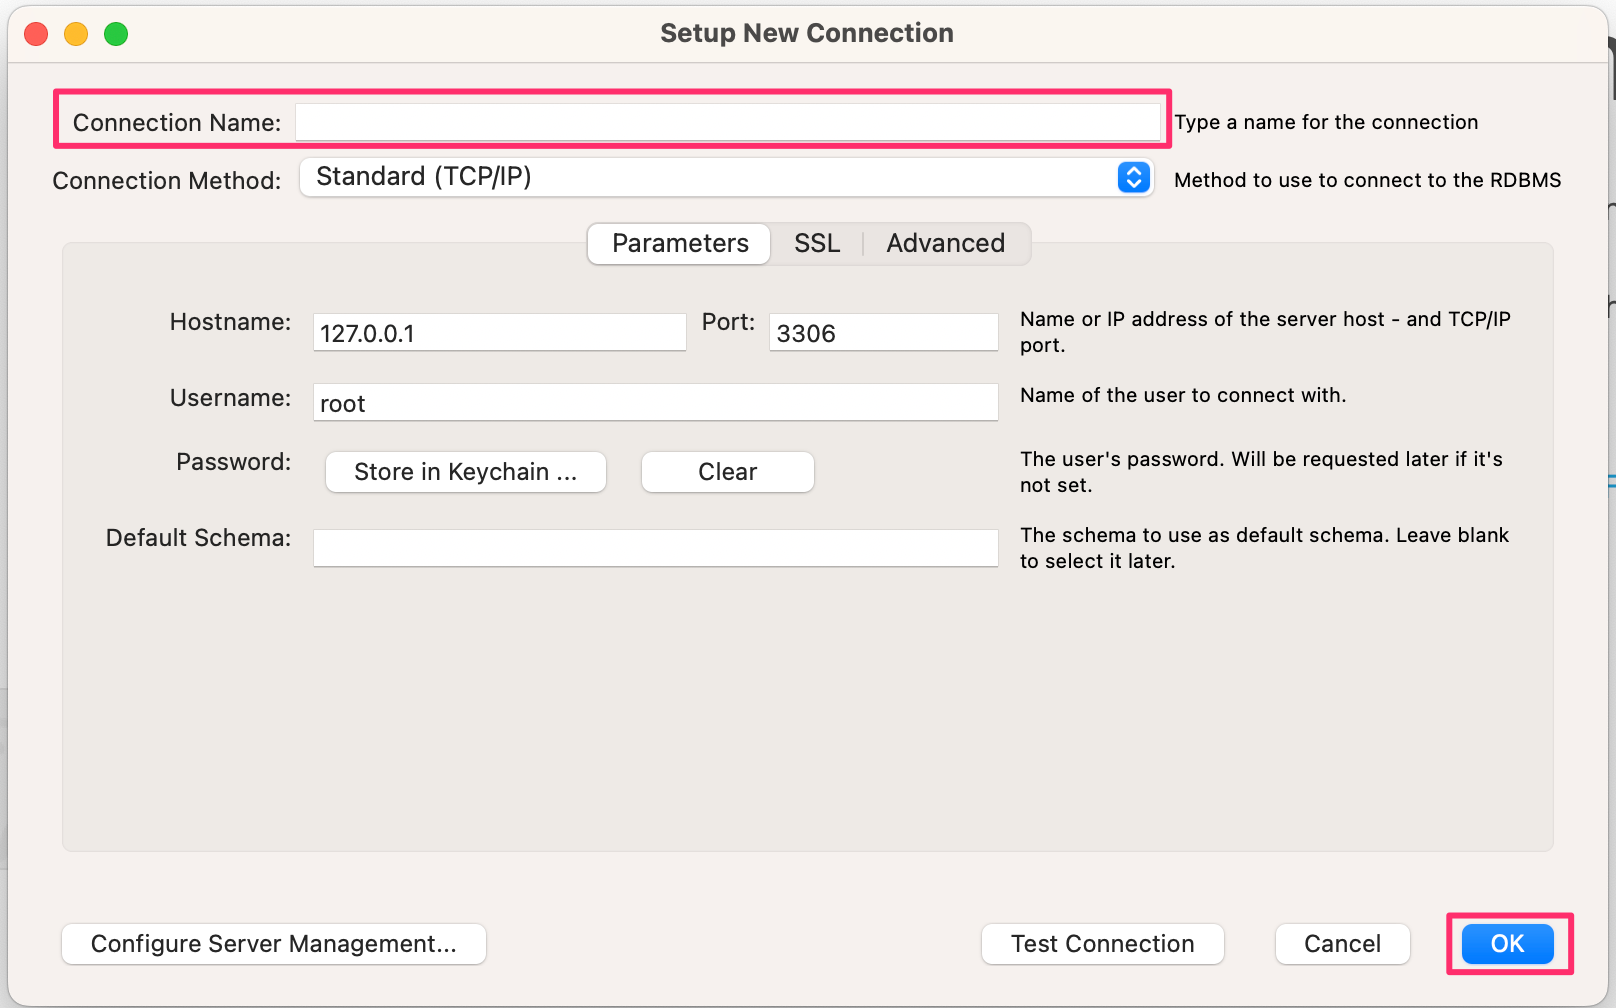 Setup New Connection
Connection Name:
Type a name for the connection
Connection Method: Standard (TCP/IP)
Method to use to connect to the RDBMS
Parameters SSL Advanced
Hostname: 127.0.0.1 Port: 3306
Name or IP address of the server host - and TCP/IP
port.
Username: root
Name of the user to connect with.
Password: Store in Keychain ... Clear
The user's password. Will be requested later if it's
not set.
Default Schema:
The schema to use as default schema. Leave blank
to select it later.
Configure Server Management... Test Connection Cancel OK